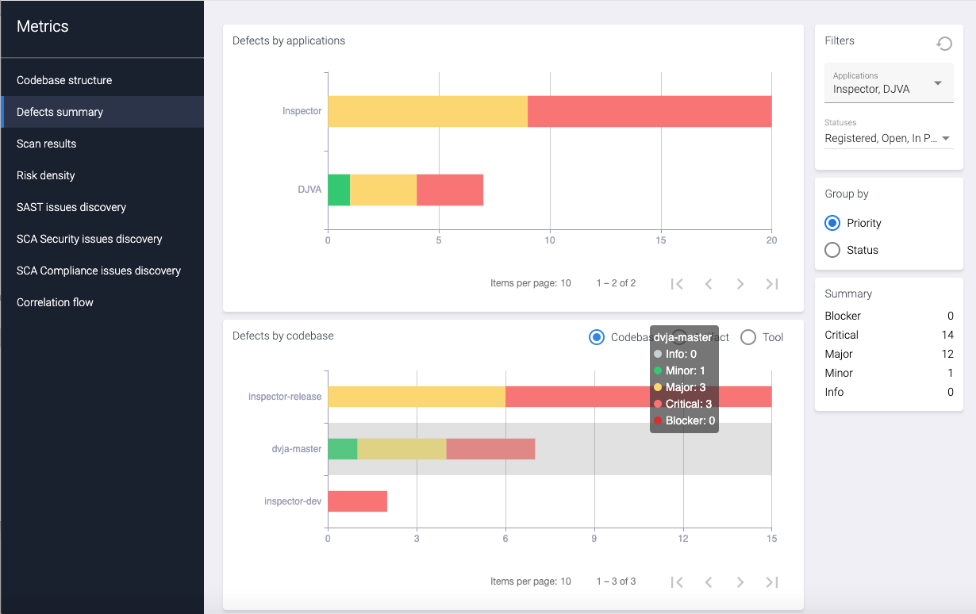 Metrics
Codebase structure
Defects summary
Scan results
Risk density
SAST issues discovery
SCA Security issues discovery
SCA Compliance issues discovery
Correlation flow
Defects by applications
Inspector
DJVA
0 5 10 15 20
Items per page: 10 1 – 2 of 2
Defects by codebase
Codebas
act
Tool
dvja-master
Info: 0
Minor: 1
Major: 3
Critical: 3
Blocker: 0
inspector-release
dvja-master
inspector-dev
0 3 6 9 12 15
Items per page: 10 1 – 3 of 3
Filters
Applications
Inspector, DJVA
Statuses
Registered, Open, In P...
Group by
Priority
Status
Summary
Blocker 0
Critical 14
Major 12
Minor 1
Info 0